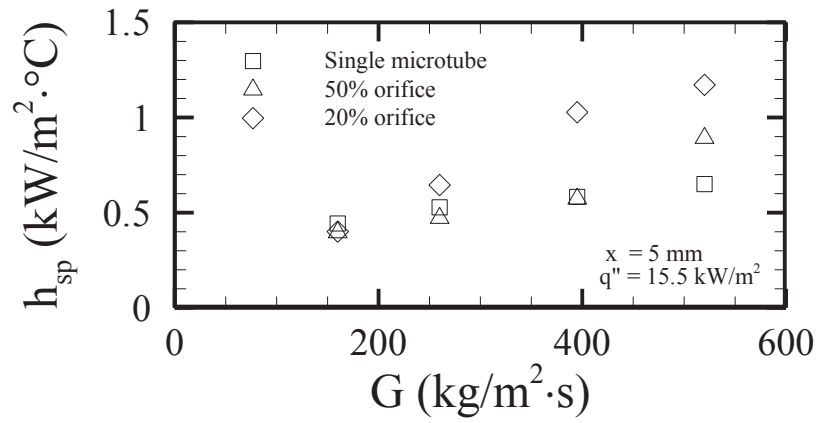 1.5
1
0.5
0
h_sp (kW/m²·°C)
Single microtube
50% orifice
20% orifice
x = 5 mm
q" = 15.5 kW/m²
0 200 400 600
G (kg/m²·s)